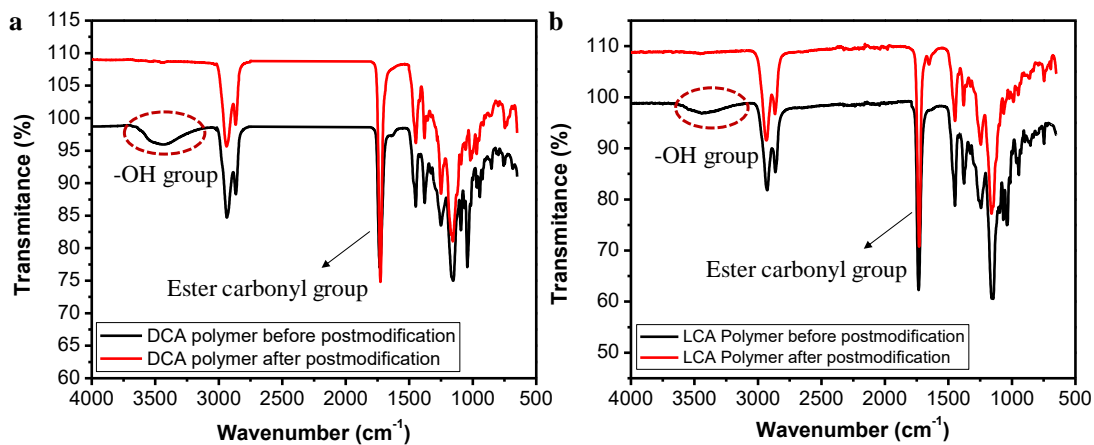 a
115
110
105
100
95
90
85
80
75
70
65
60
Transmitance (%)
-OH group
Ester carbonyl group
DCA polymer before postmodification
DCA polymer after postmodification
4000 3500 3000 2500 2000 1500 1000 500
Wavenumber (cm-1)
b
110
100
90
80
70
60
50
Transmitance (%)
-OH group
Ester carbonyl group
LCA Polymer before postmodification
LCA Polymer after postmodification
4000 3500 3000 2500 2000 1500 1000 500
Wavenumber (cm-1)